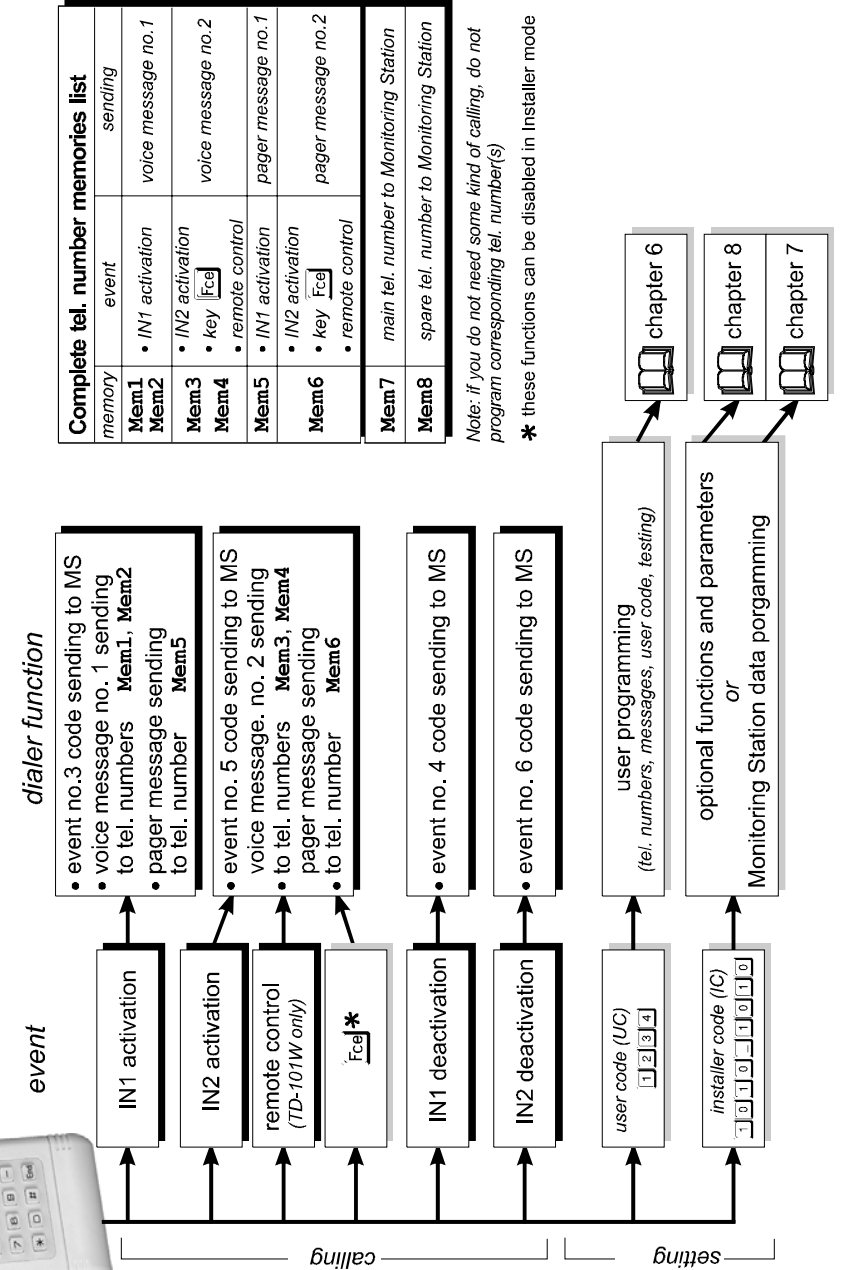 event
dialer function
calling
setting
IN1 activation
• event no.3 code sending to MS
• voice message no. 1 sending
to tel. numbers Mem1, Mem2
• pager message sending
to tel. number Mem5
IN2 activation
remote control
(TD-101W only)
Fce *
• event no. 5 code sending to MS
voice message. no. 2 sending
• to tel. numbers Mem3, Mem4
pager message sending
• to tel. number Mem6
IN1 deactivation
• event no. 4 code sending to MS
IN2 deactivation
• event no. 6 code sending to MS
user code (UC)
1 2 3 4
user programming
(tel. numbers, messages, user code, testing)
chapter 6
installer code (IC)
1 0 1 0 _ 1 0 1 0
optional functions and parameters
or
Monitoring Station data porgamming
chapter 8
chapter 7
Complete tel. number memories list
memory event sending
Mem1
Mem2
• IN1 activation
voice message no.1
Mem3
Mem4
• IN2 activation
• key Fce
• remote control
voice message no.2
Mem5 • IN1 activation pager message no.1
Mem6
• IN2 activation
• key Fce
• remote control
pager message no.2
Mem7 main tel. number to Monitoring Station
Mem8 spare tel. number to Monitoring Station
Note: if you do not need some kind of calling, do not
program corresponding tel. number(s)
* these functions can be disabled in Installer mode
7 8 9 –
* 0 # End